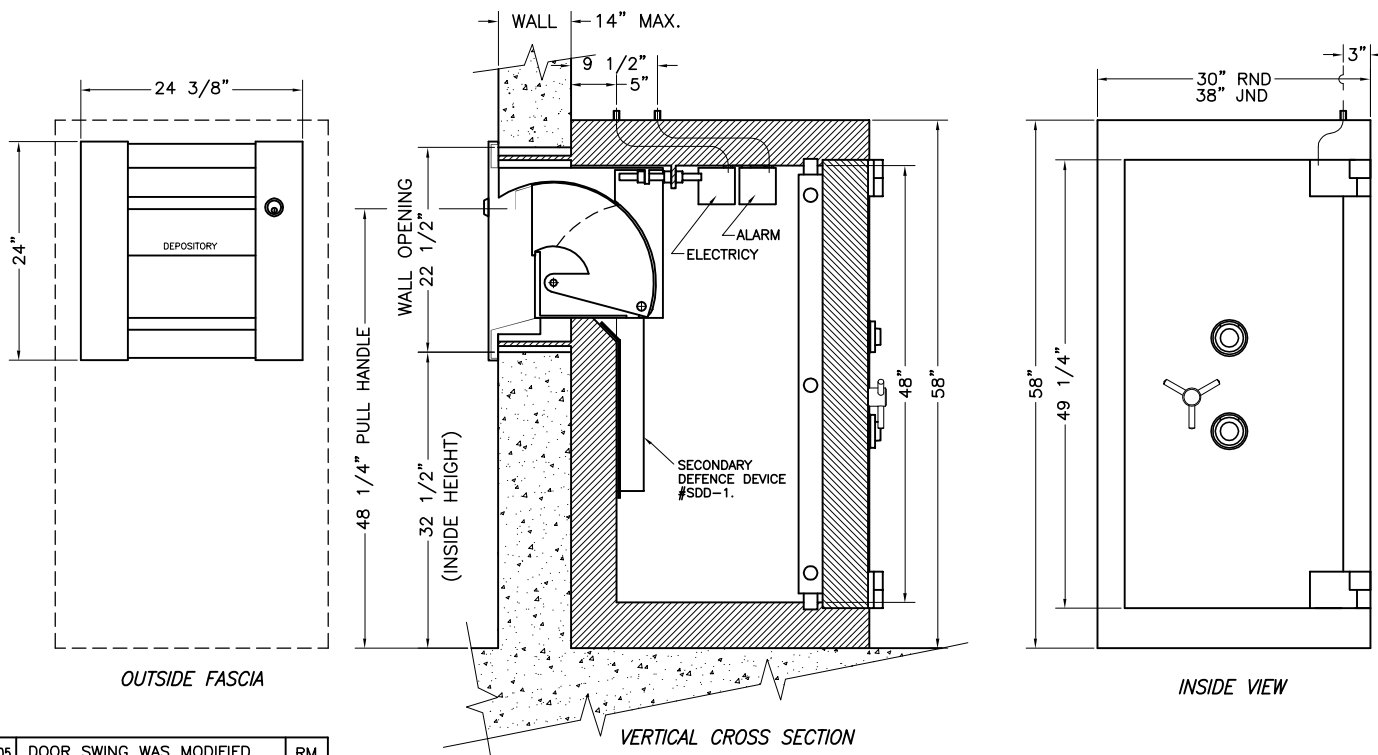 WALL
14" MAX.
9 1/2"
5"
3"
24 3/8"
30" RND
38" JND
24"
DEPOSITORY
WALL OPENING
22 1/2"
48 1/4" PULL HANDLE
32 1/2"
(INSIDE HEIGHT)
ALARM
ELECTRICY
SECONDARY
DEFENCE DEVICE
#SDD-1.
48"
58"
58"
49 1/4"
OUTSIDE FASCIA
VERTICAL CROSS SECTION
INSIDE VIEW
05 DOOR SWING WAS MODIFIED RM